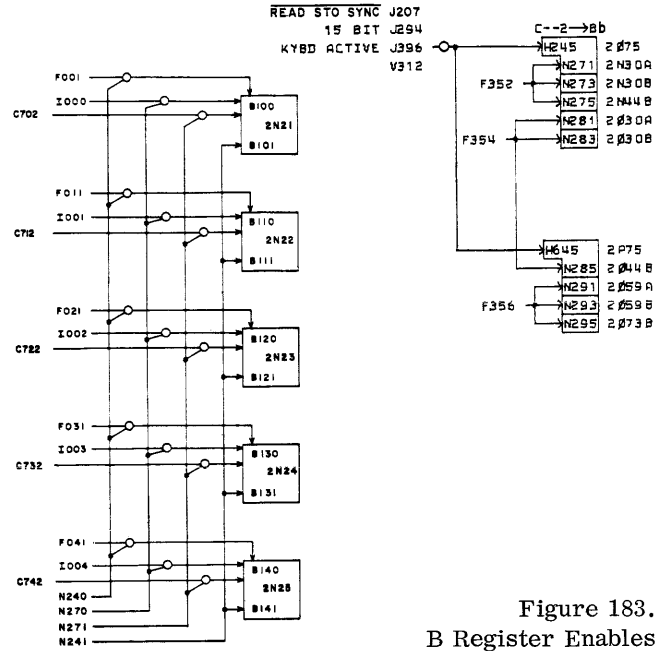 READ STO SYNC J207
15 BIT J294
KYBD ACTIVE J396
V312
C--2→Bb
H245 2Ø75
N271 2N30A
F352 N273 2N30B
N275 2N44B
N281 2Ø30A
F354 N283 2Ø30B
H645 2P75
N285 2Ø44B
N291 2Ø59A
F356 N293 2Ø59B
N295 2Ø73B
F001
I000
C702
B100
2N21
B101
F011
I001
C712
B110
2N22
B111
F021
I002
C722
B120
2N23
B121
F031
I003
C732
B130
2N24
B131
F041
I004
C742
B140
2N25
B141
N240
N270
N271
N241
Figure 183.
B Register Enables